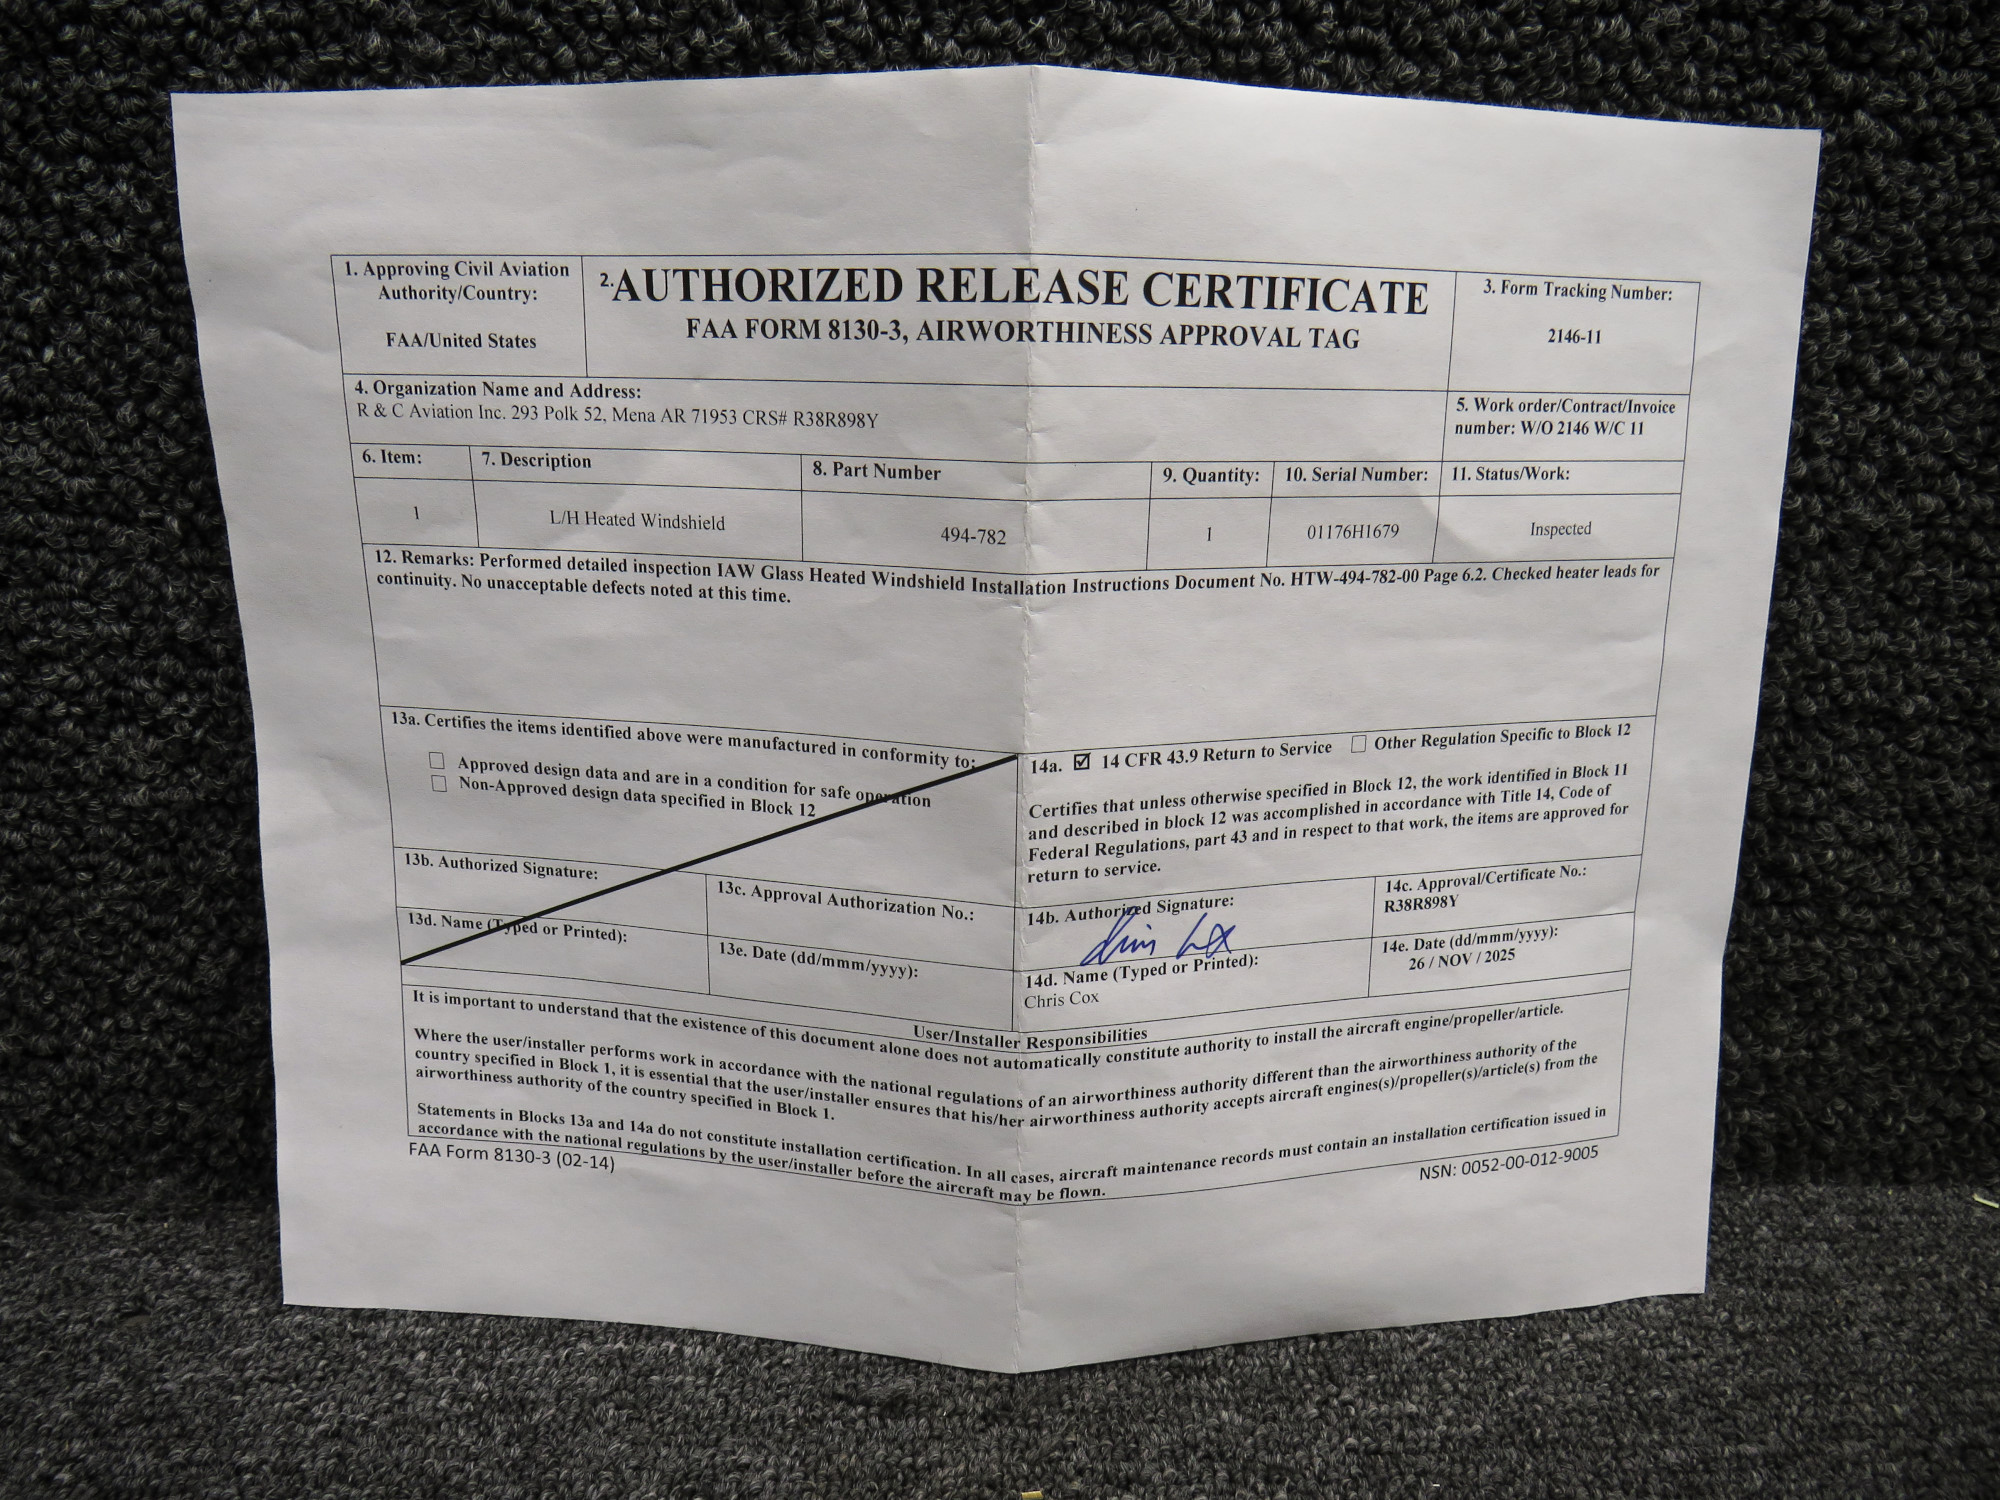 1. Approving Civil Aviation
Authority/Country:
FAA/United States
2. AUTHORIZED RELEASE CERTIFICATE
FAA FORM 8130-3, AIRWORTHINESS APPROVAL TAG
3. Form Tracking Number:
2146-11
4. Organization Name and Address:
R & C Aviation Inc. 293 Polk 52, Mena AR 71953 CRS# R38R898Y
5. Work order/Contract/Invoice
number: W/O 2146 W/C 11
6. Item:
7. Description
8. Part Number
9. Quantity:
10. Serial Number:
11. Status/Work:
1
L/H Heated Windshield
494-782
1
01176H1679
Inspected
12. Remarks: Performed detailed inspection IAW Glass Heated Windshield Installation Instructions Document No. HTW-494-782-00 Page 6.2. Checked heater leads for
continuity. No unacceptable defects noted at this time.
13a. Certifies the items identified above were manufactured in conformity to:
☐ Approved design data and are in a condition for safe operation
☐ Non-Approved design data specified in Block 12
13b. Authorized Signature:
13c. Approval Authorization No.:
13d. Name (Typed or Printed):
13e. Date (dd/mmm/yyyy):
14a. ☑ 14 CFR 43.9 Return to Service ☐ Other Regulation Specific to Block 12
Certifies that unless otherwise specified in Block 12, the work identified in Block 11
and described in block 12 was accomplished in accordance with Title 14, Code of
Federal Regulations, part 43 and in respect to that work, the items are approved for
return to service.
14b. Authorized Signature:
Chris Cox
14c. Approval/Certificate No.:
R38R898Y
14d. Name (Typed or Printed):
Chris Cox
14e. Date (dd/mmm/yyyy):
26 / NOV / 2025
User/Installer Responsibilities
It is important to understand that the existence of this document alone does not automatically constitute authority to install the aircraft engine/propeller/article.
Where the user/installer performs work in accordance with the national regulations of an airworthiness authority different than the airworthiness authority of the
country specified in Block 1, it is essential that the user/installer ensures that his/her airworthiness authority accepts aircraft engines(s)/propeller(s)/article(s) from the
airworthiness authority of the country specified in Block 1.
Statements in Blocks 13a and 14a do not constitute installation certification. In all cases, aircraft maintenance records must contain an installation certification issued in
accordance with the national regulations by the user/installer before the aircraft may be flown.
FAA Form 8130-3 (02-14)
NSN: 0052-00-012-9005